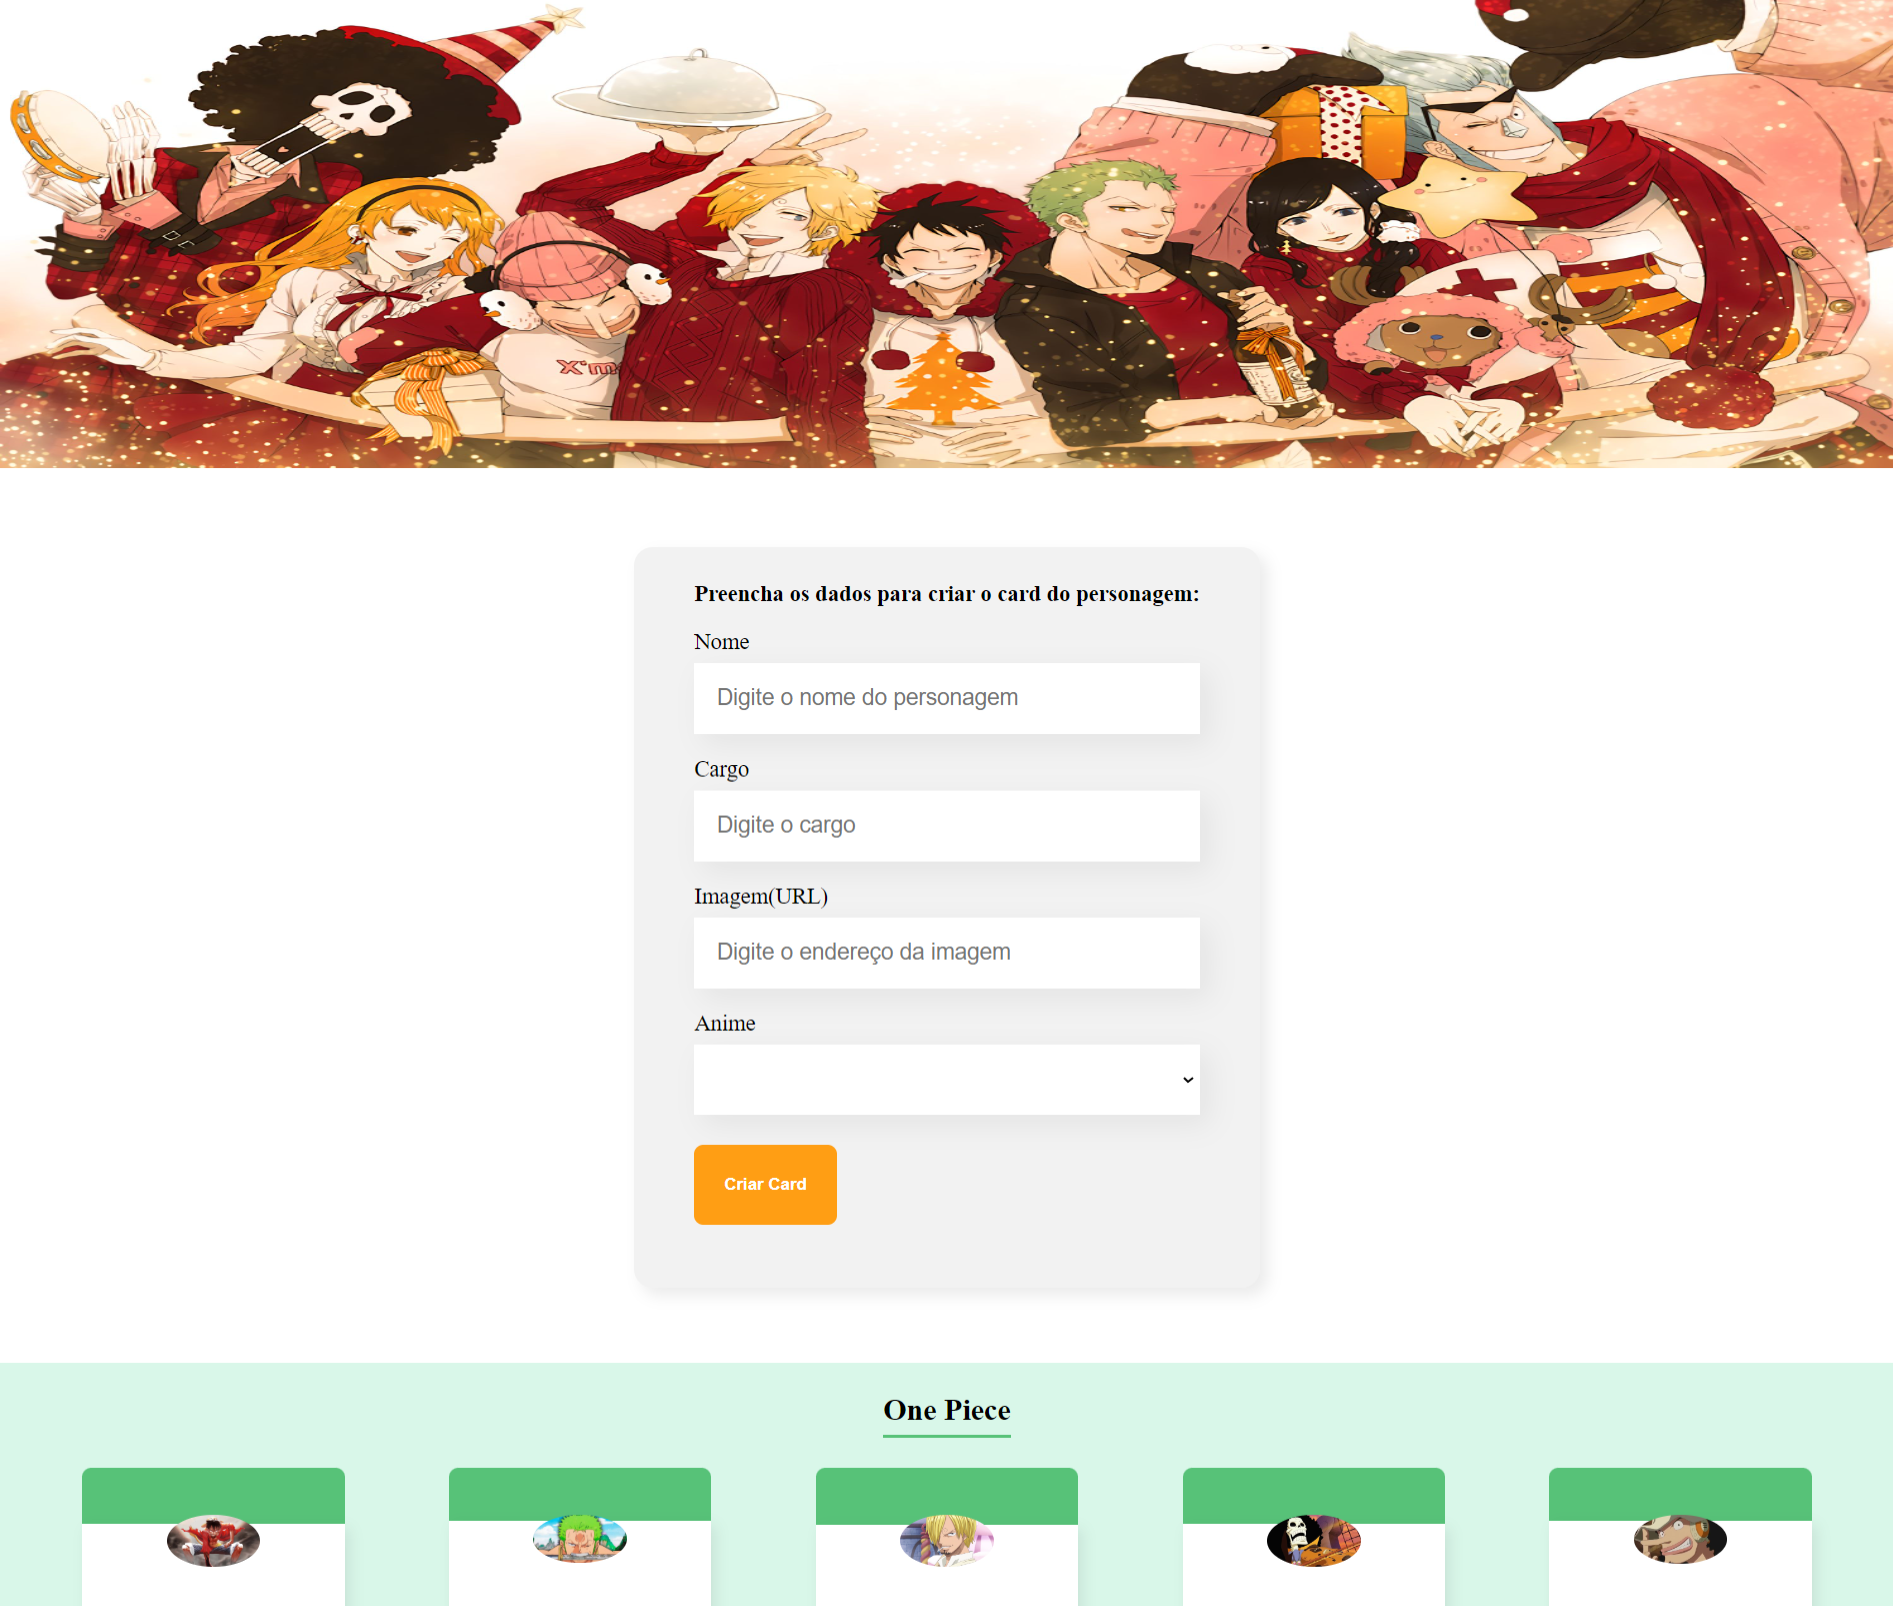 X'm
Preencha os dados para criar o card do personagem:
Nome
Digite o nome do personagem
Cargo
Digite o cargo
Imagem(URL)
Digite o endereço da imagem
Anime
Criar Card
One Piece